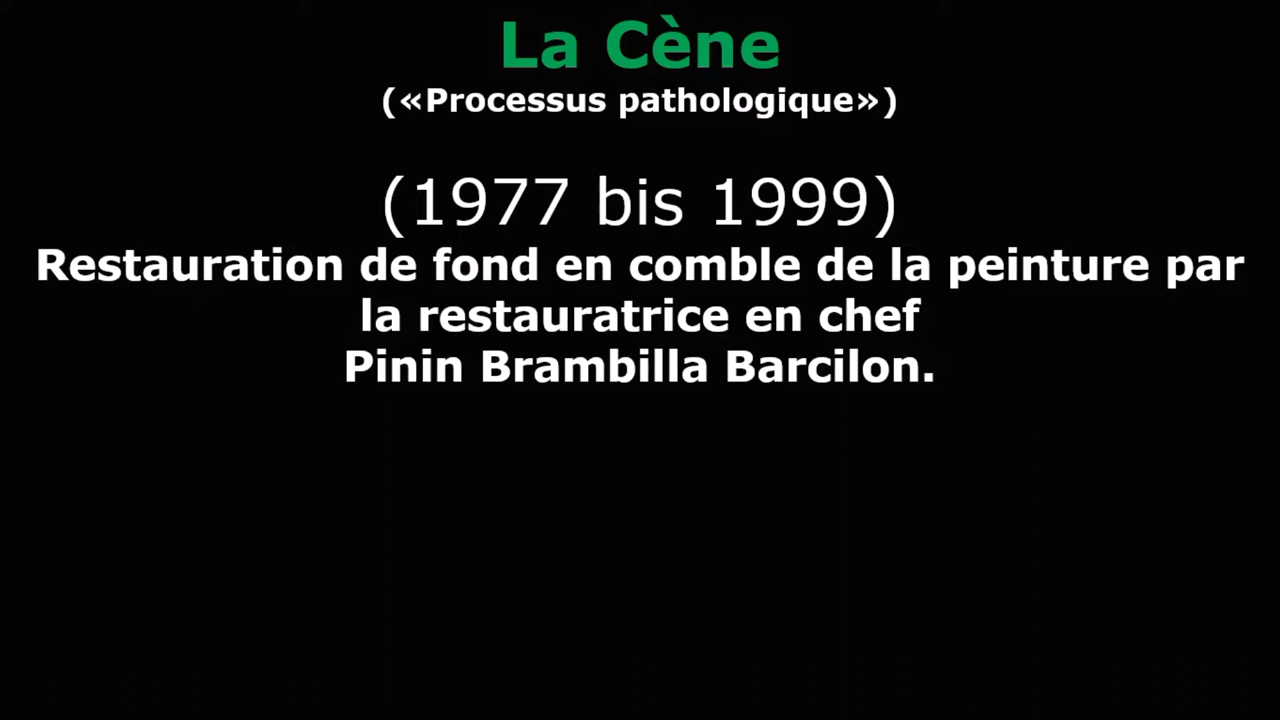 La Cène
(«Processus pathologique»)
(1977 bis 1999)
Restauration de fond en comble de la peinture par
la restauratrice en chef
Pinin Brambilla Barcilon.